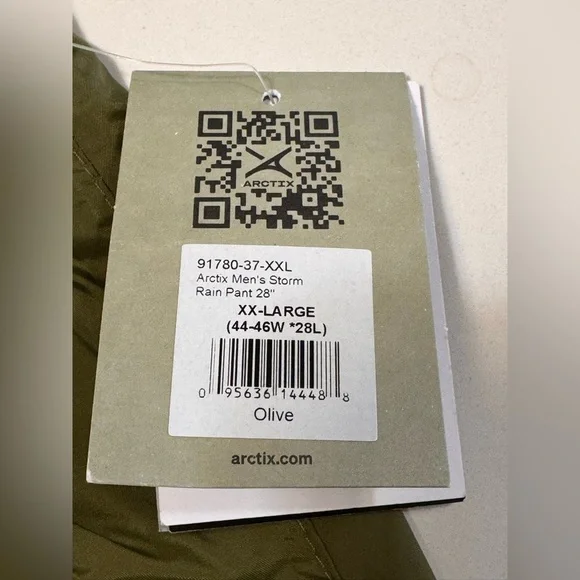 ARCTIX
91780-37-XXL
Arctix Men's Storm
Rain Pant 28"
XX-LARGE
(44-46W *28L)
0 95636 14448 8
Olive
arctix.com